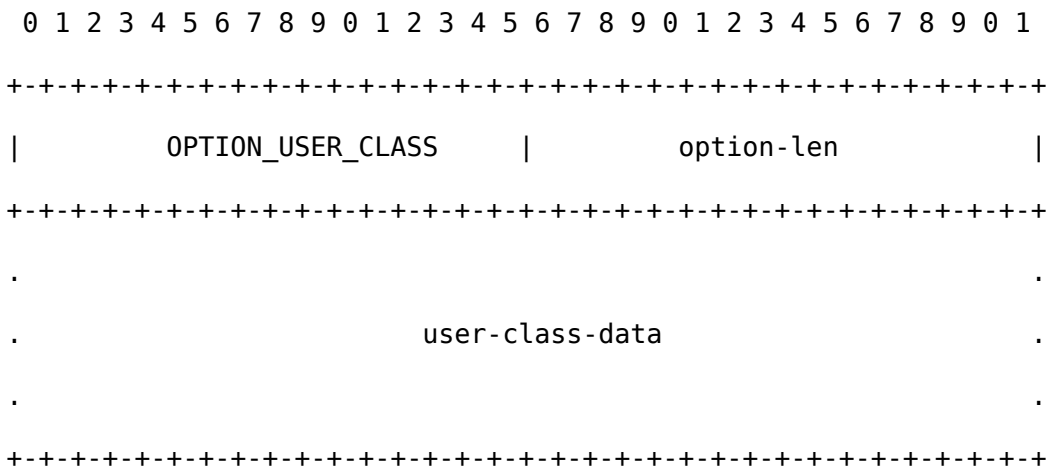 0 1 2 3 4 5 6 7 8 9 0 1 2 3 4 5 6 7 8 9 0 1 2 3 4 5 6 7 8 9 0 1
+-+-+-+-+-+-+-+-+-+-+-+-+-+-+-+-+-+-+-+-+-+-+-+-+-+-+-+-+-+-+-+-+
|         OPTION_USER_CLASS     |         option-len            |
+-+-+-+-+-+-+-+-+-+-+-+-+-+-+-+-+-+-+-+-+-+-+-+-+-+-+-+-+-+-+-+-+
.                                                               .
.                         user-class-data                       .
.                                                               .
+-+-+-+-+-+-+-+-+-+-+-+-+-+-+-+-+-+-+-+-+-+-+-+-+-+-+-+-+-+-+-+-+